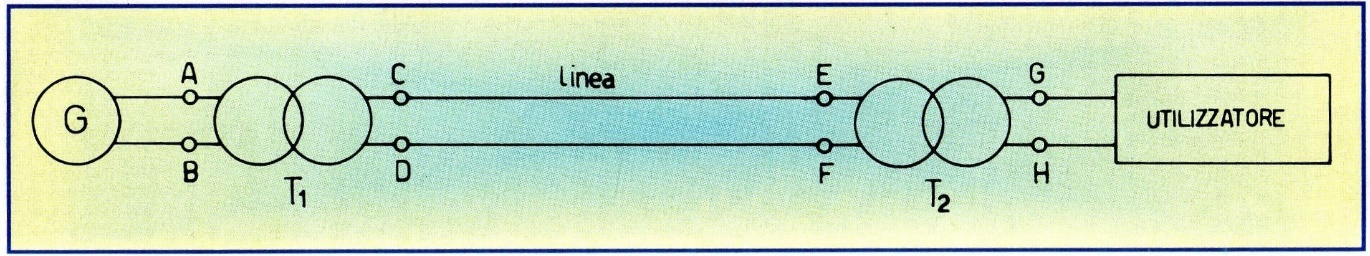 A C linea E G
G UTILIZZATORE
B D F H
T1 T2